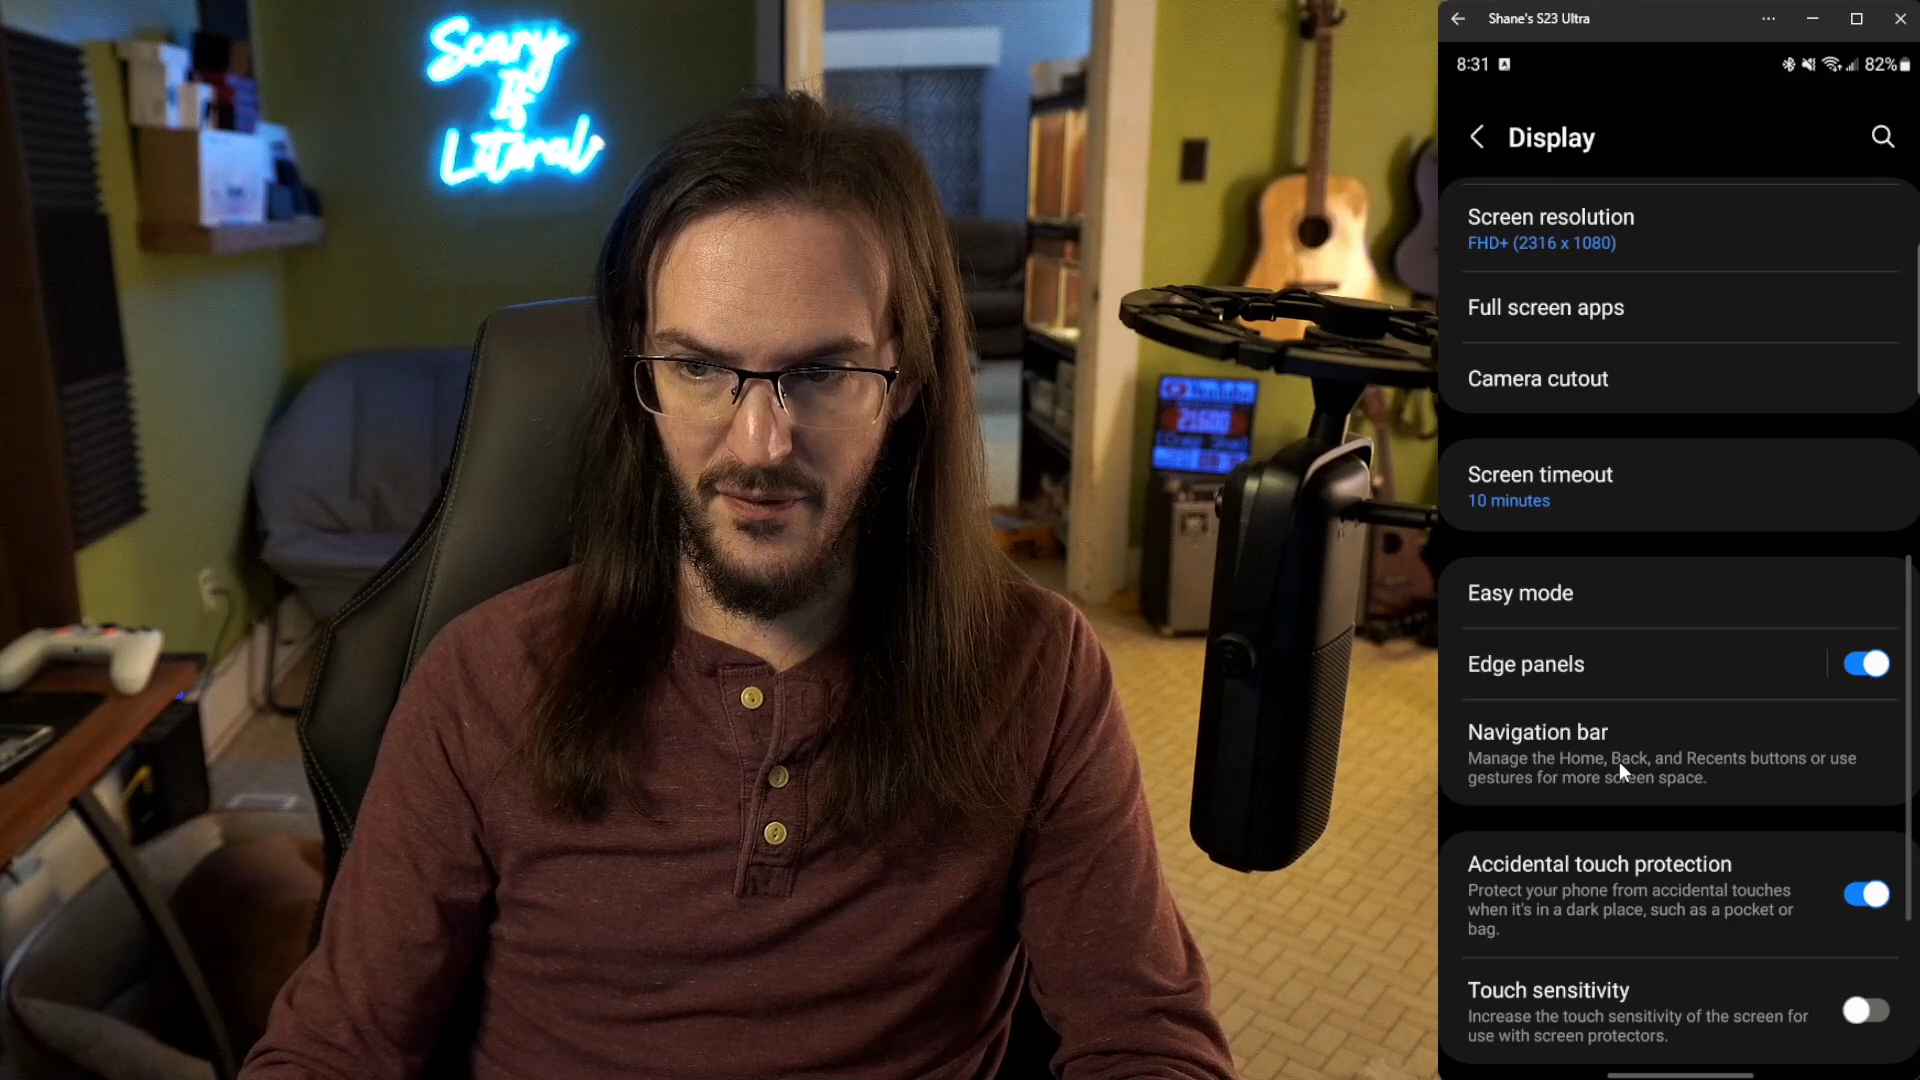 Scary
Is
Literal
Shane's S23 Ultra
8:31
82%
Display
Screen resolution
FHD+ (2316 x 1080)
Full screen apps
Camera cutout
Screen timeout
10 minutes
Easy mode
Edge panels
Navigation bar
Manage the Home, Back, and Recents buttons or use
gestures for more screen space.
Accidental touch protection
Protect your phone from accidental touches
when it's in a dark place, such as a pocket or
bag.
Touch sensitivity
Increase the touch sensitivity of the screen for
use with screen protectors.
21600